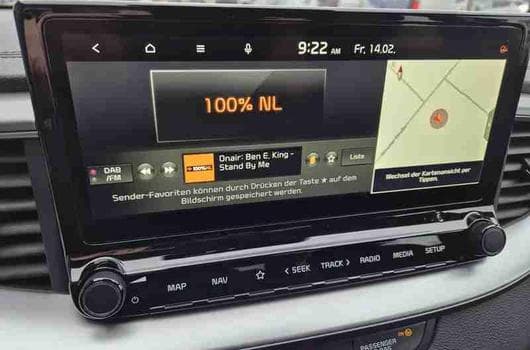 9:22 AM Fr. 14.02.
100% NL
DAB
/FM
100%NL
Onair: Ben E. King -
Stand By Me
Liste
Sender-Favoriten können durch Drücken der Taste ★ auf dem
Bildschirm gespeichert werden.
Wechsel der Kartenansicht per
Tippen.
MAP NAV ☆ < SEEK TRACK > RADIO MEDIA SETUP
PASSENGER